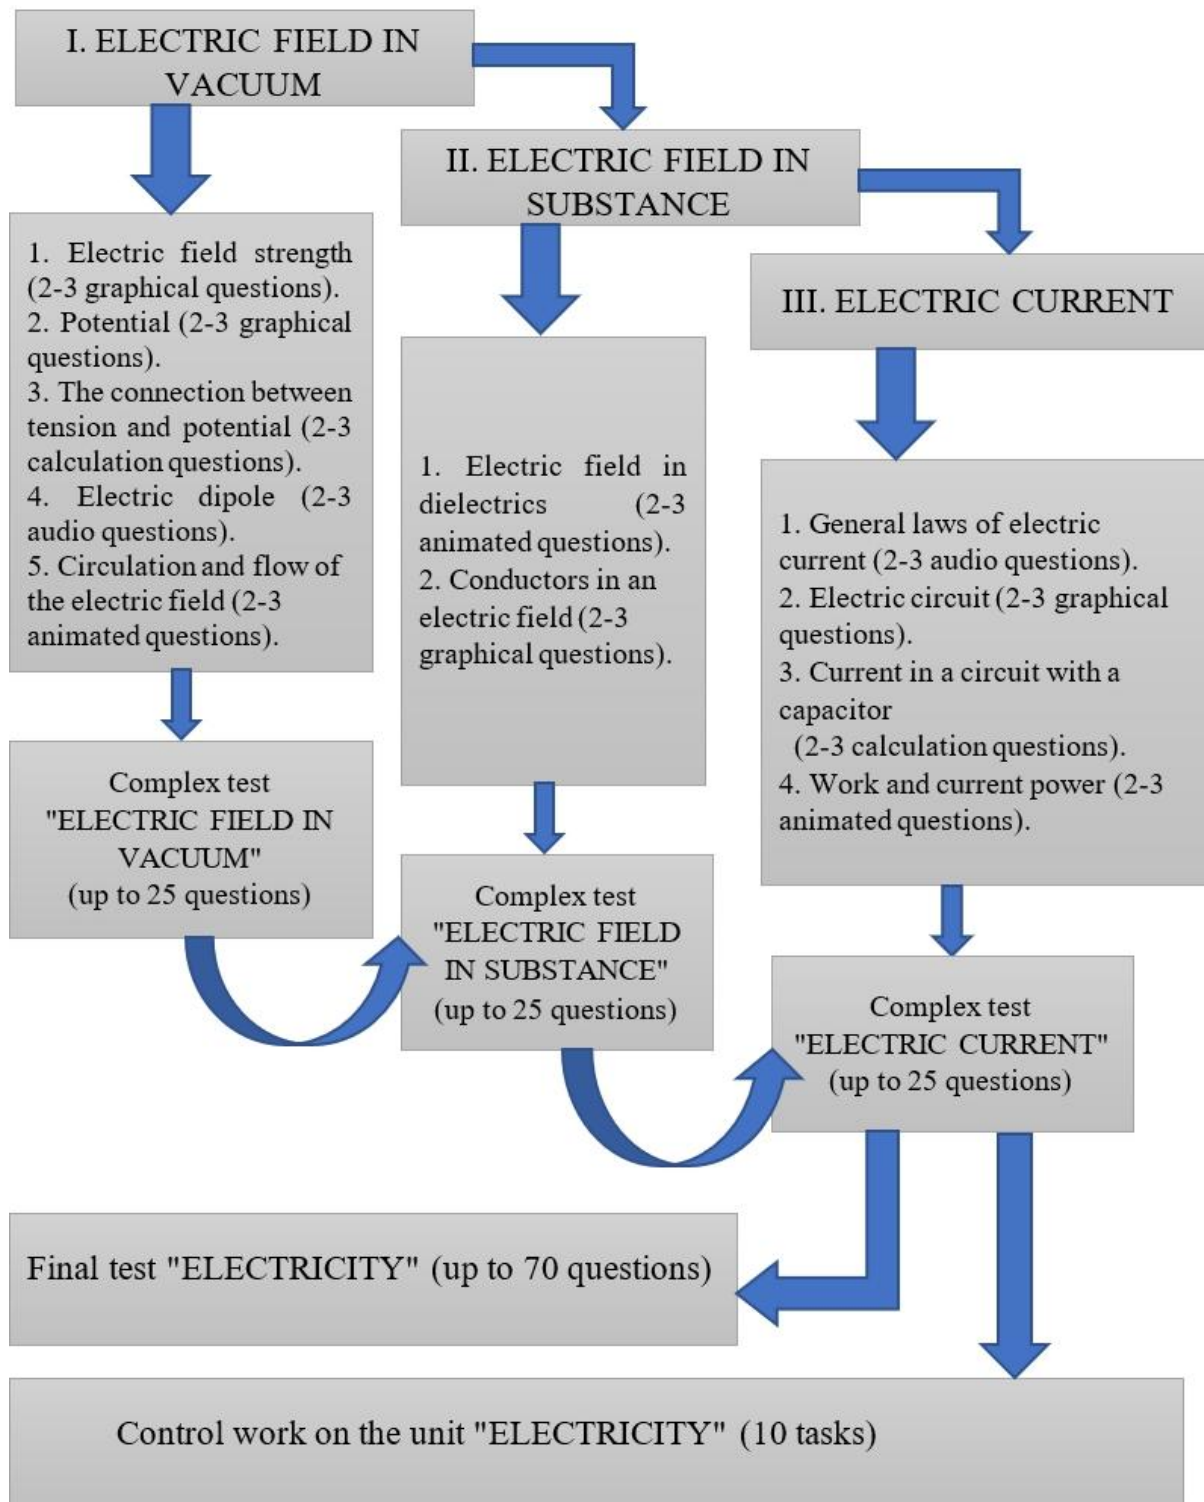 I. ELECTRIC FIELD IN
VACUUM
II. ELECTRIC FIELD IN
SUBSTANCE
III. ELECTRIC CURRENT
1. Electric field strength
(2-3 graphical questions).
2. Potential (2-3 graphical
questions).
3. The connection between
tension and potential (2-3
calculation questions).
4. Electric dipole (2-3
audio questions).
5. Circulation and flow of
the electric field (2-3
animated questions).
1. Electric field in
dielectrics (2-3
animated questions).
2. Conductors in an
electric field (2-3
graphical questions).
1. General laws of electric
current (2-3 audio questions).
2. Electric circuit (2-3 graphical
questions).
3. Current in a circuit with a
capacitor
(2-3 calculation questions).
4. Work and current power (2-3
animated questions).
Complex test
"ELECTRIC FIELD IN
VACUUM"
(up to 25 questions)
Complex test
"ELECTRIC FIELD
IN SUBSTANCE"
(up to 25 questions)
Complex test
"ELECTRIC CURRENT"
(up to 25 questions)
Final test "ELECTRICITY" (up to 70 questions)
Control work on the unit "ELECTRICITY" (10 tasks)